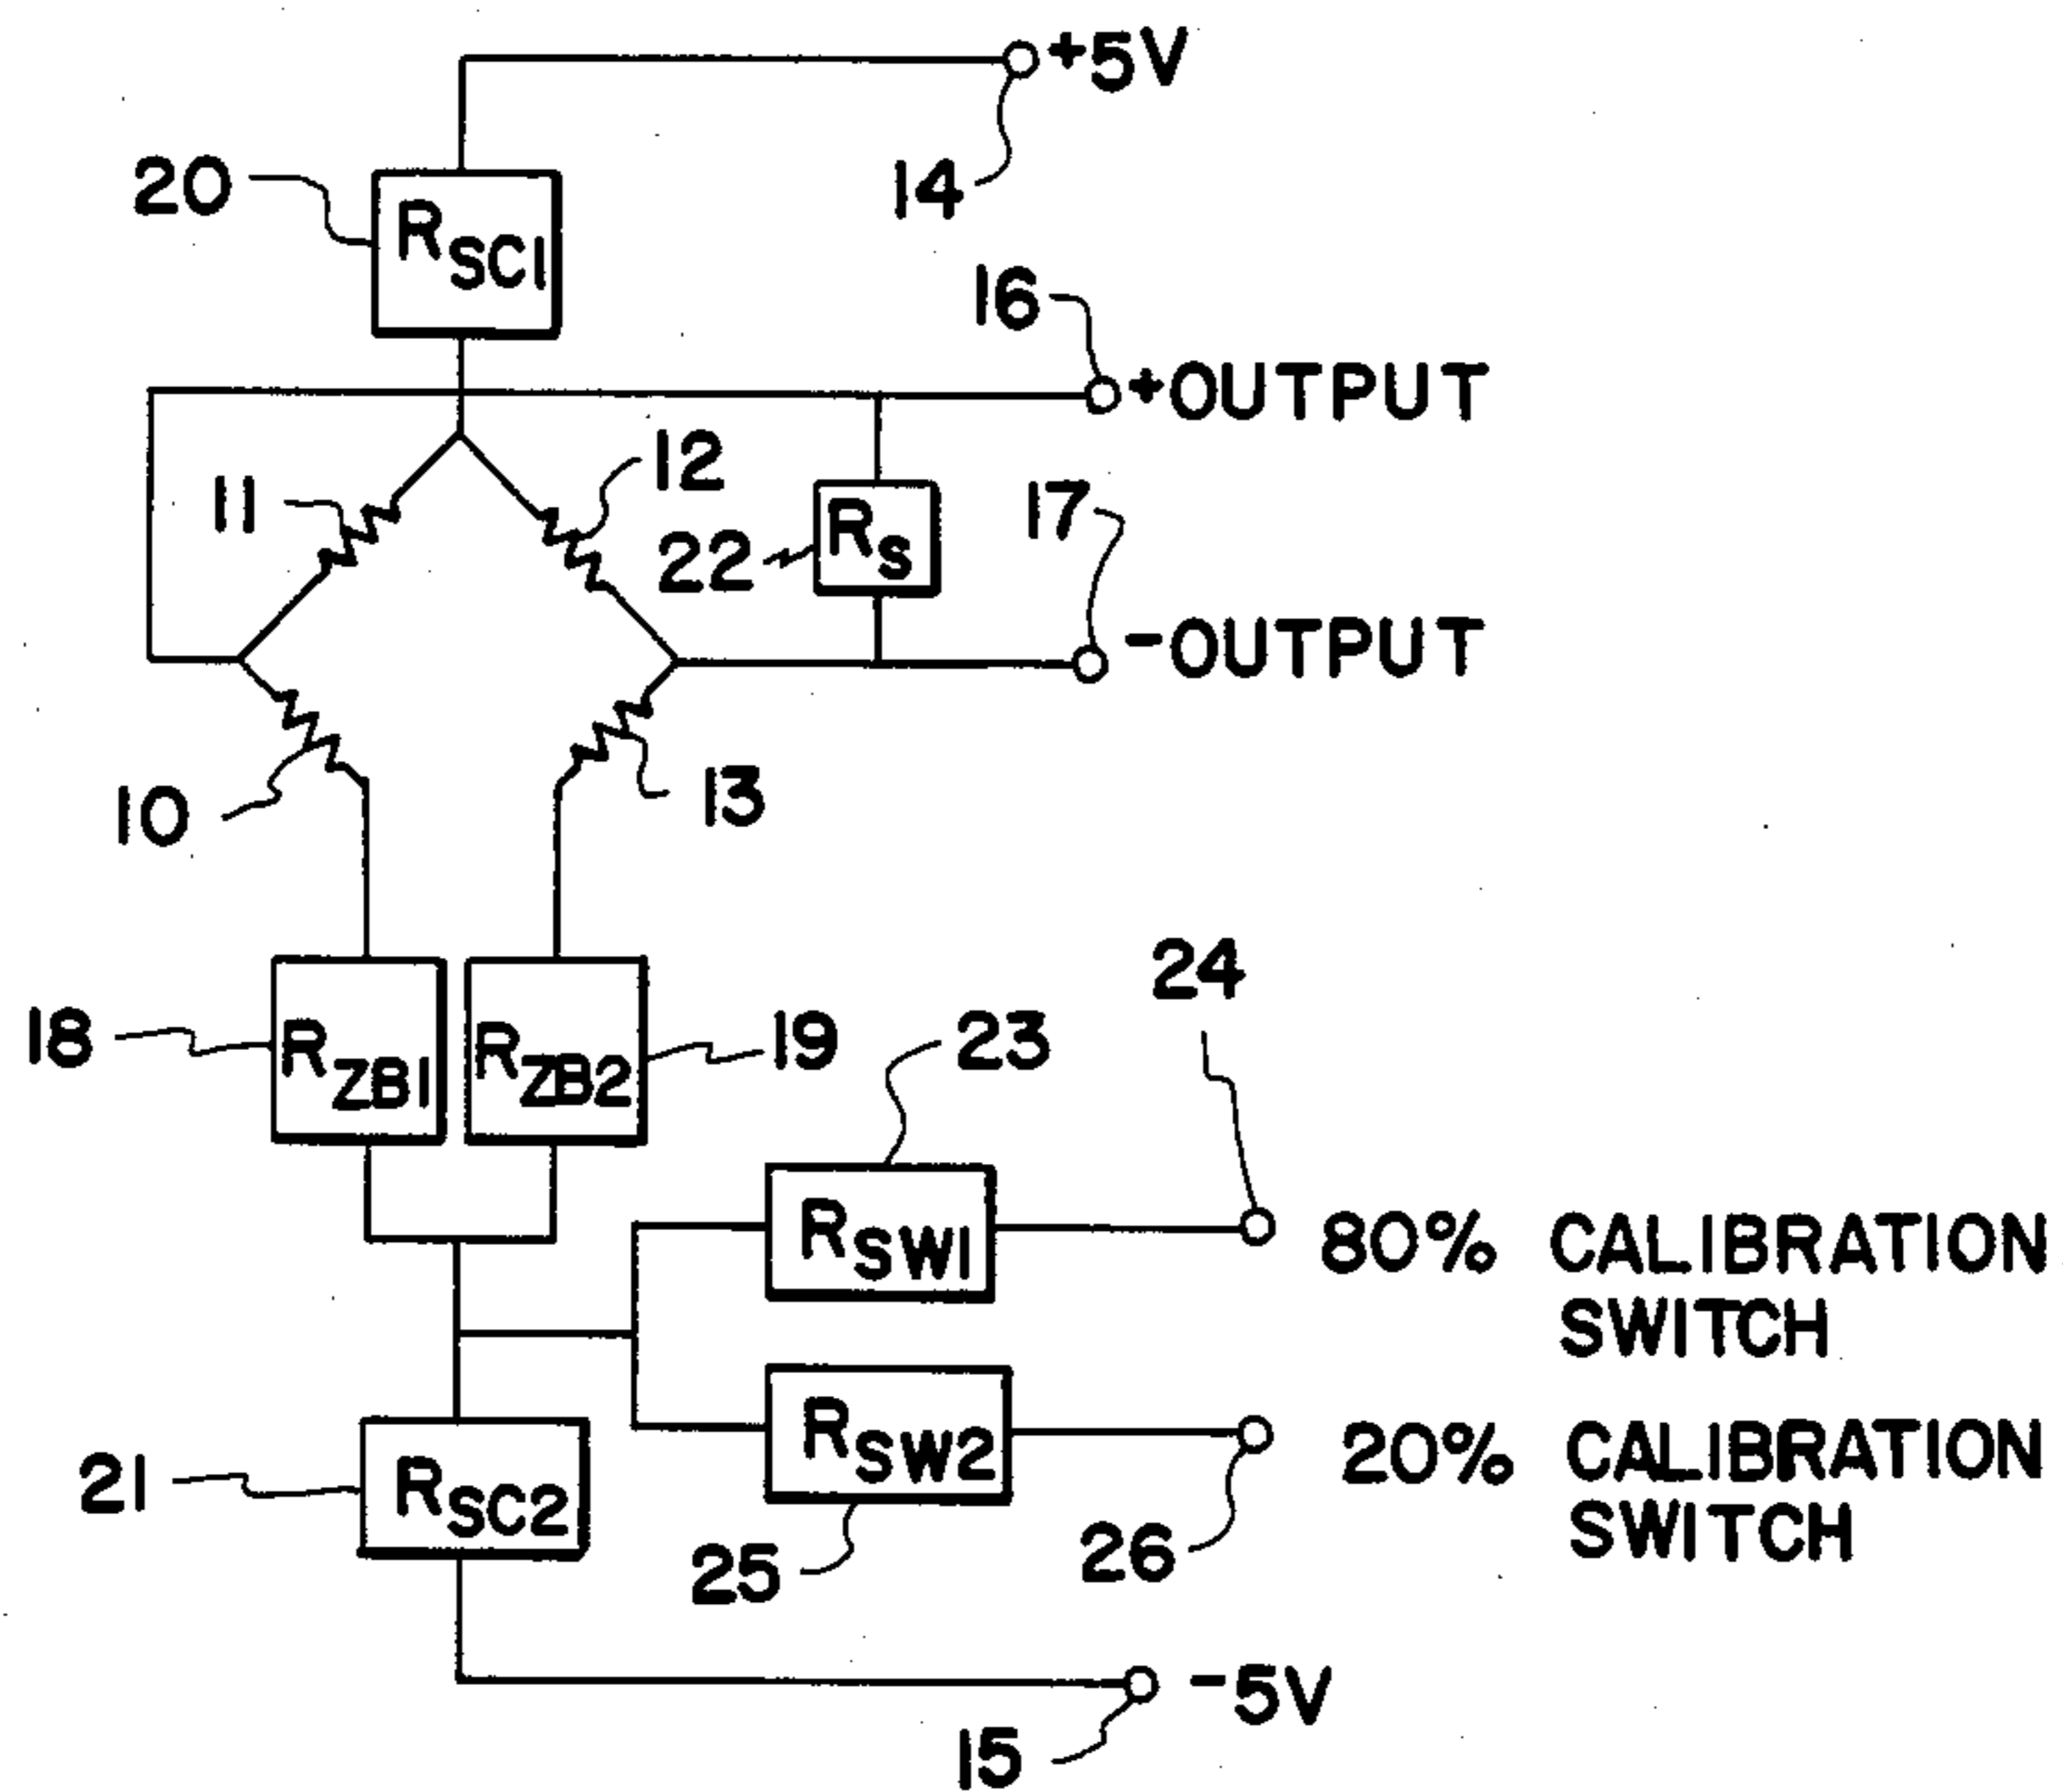 +5V
14
20
RSC1
16
+OUTPUT
12
11
17
22
RS
-OUTPUT
10
13
24
18
RZB1
RZB2
19
23
RSW1
80% CALIBRATION
SWITCH
RSW2
20% CALIBRATION
SWITCH
21
RSC2
25
26
-5V
15